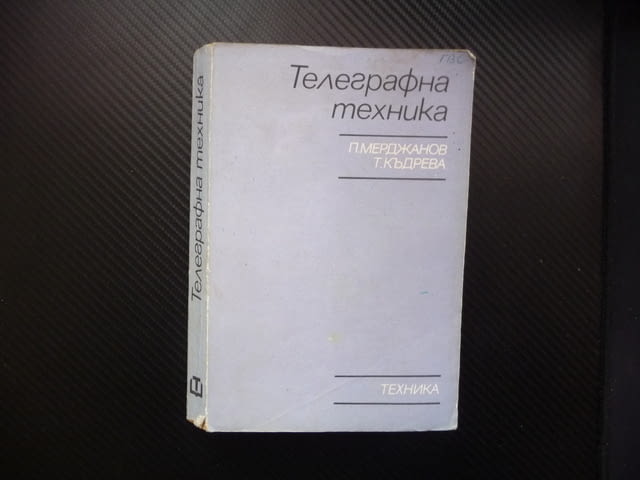 Телеграфна
техника
П.МЕРДЖАНОВ
Т.КЪДРЕВА
ТЕХНИКА
Телеграфна техника